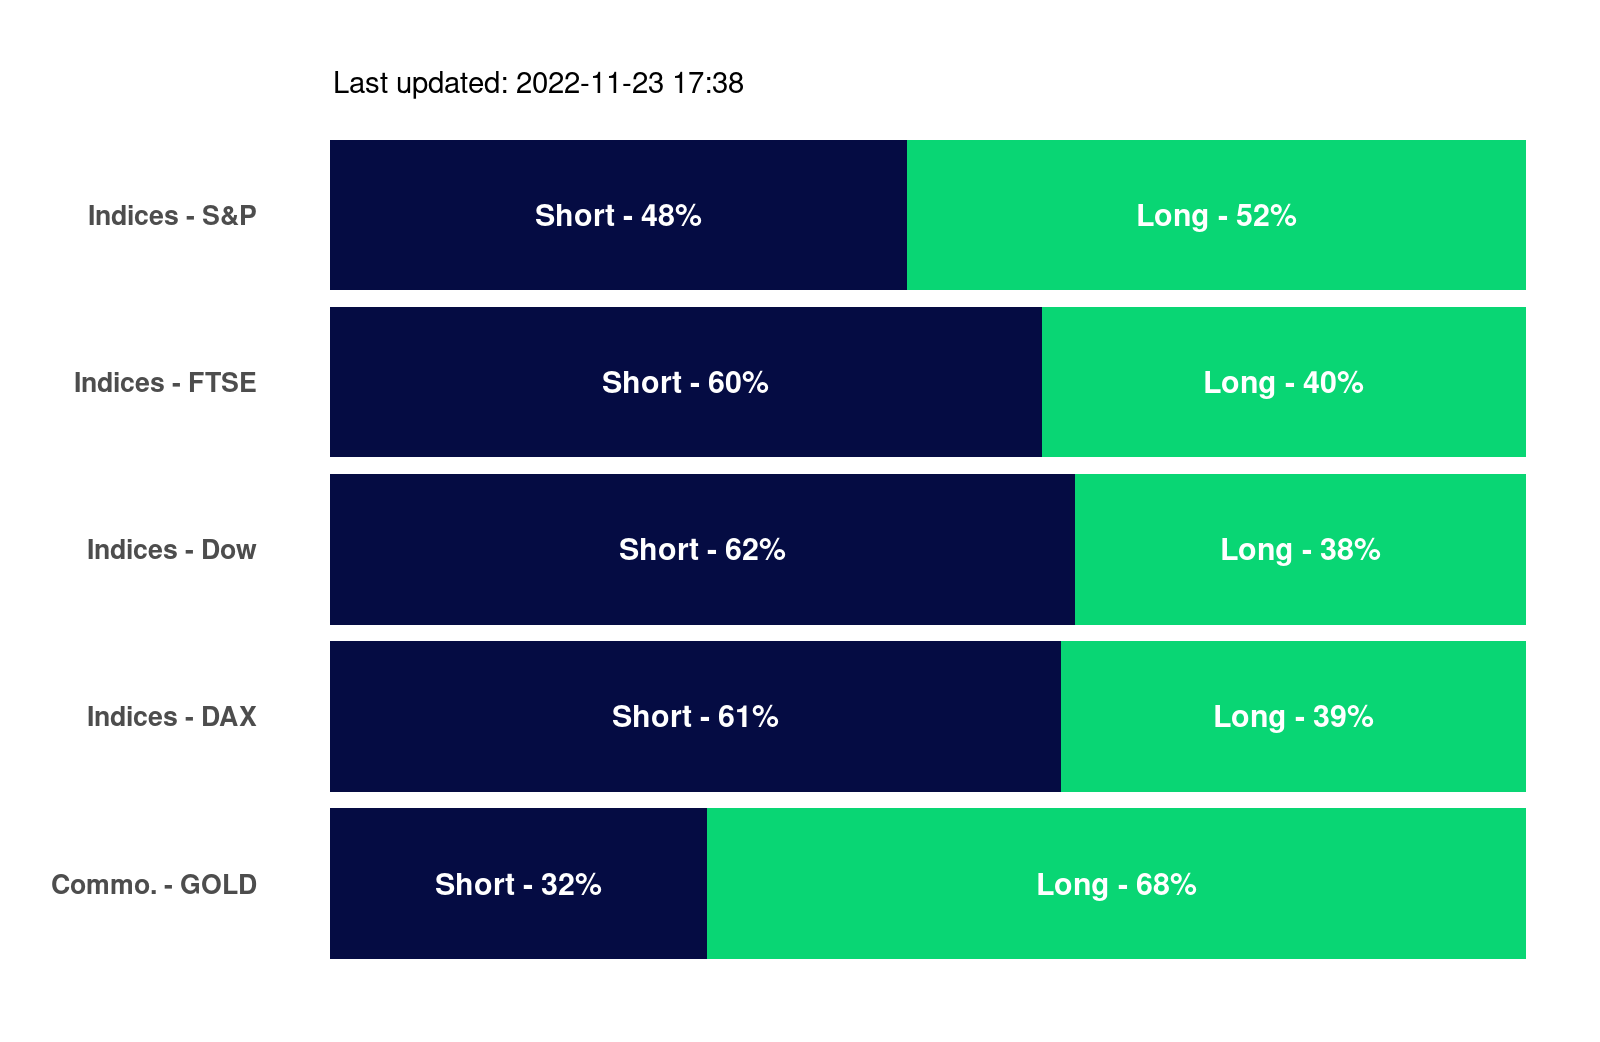 Last updated: 2022-11-23 17:38
Indices - S&P
Short - 48%
Long - 52%
Indices - FTSE
Short - 60%
Long - 40%
Indices - Dow
Short - 62%
Long - 38%
Indices - DAX
Short - 61%
Long - 39%
Commo. - GOLD
Short - 32%
Long - 68%